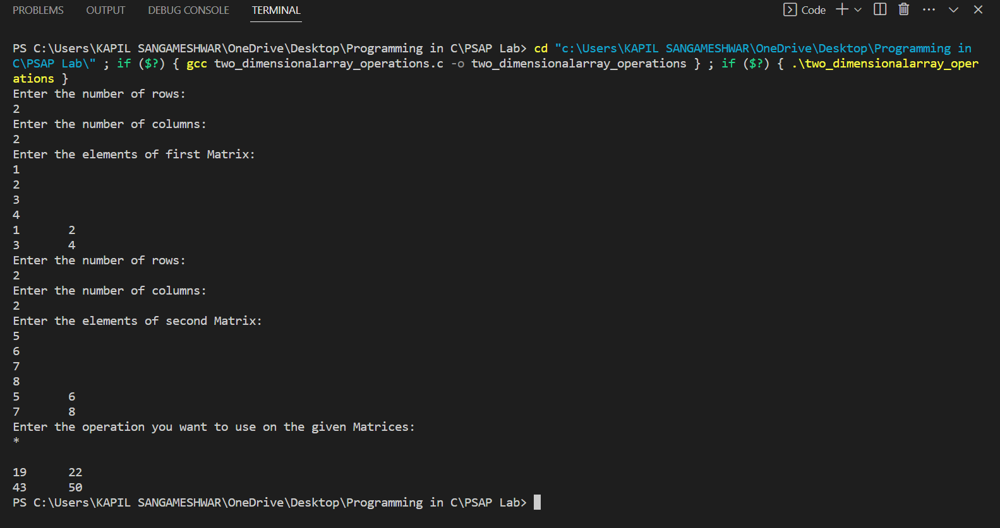 PROBLEMS OUTPUT DEBUG CONSOLE TERMINAL Code
PS C:\Users\KAPIL SANGAMESHWAR\OneDrive\Desktop\Programming in C\PSAP Lab> cd "c:\Users\KAPIL SANGAMESHWAR\OneDrive\Desktop\Programming in
C\PSAP Lab\" ; if ($?) { gcc two_dimensionalarray_operations.c -o two_dimensionalarray_operations } ; if ($?) { .\two_dimensionalarray_oper
ations }
Enter the number of rows:
2
Enter the number of columns:
2
Enter the elements of first Matrix:
1
2
3
4
1 2
3 4
Enter the number of rows:
2
Enter the number of columns:
2
Enter the elements of second Matrix:
5
6
7
8
5 6
7 8
Enter the operation you want to use on the given Matrices:
*
19 22
43 50
PS C:\Users\KAPIL SANGAMESHWAR\OneDrive\Desktop\Programming in C\PSAP Lab>